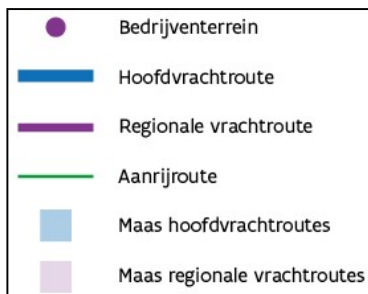 Bedrijventerrein
Hoofdvrachtroute
Regionale vrachtroute
Aanrijroute
Maas hoofdvrachtroutes
Maas regionale vrachtroutes